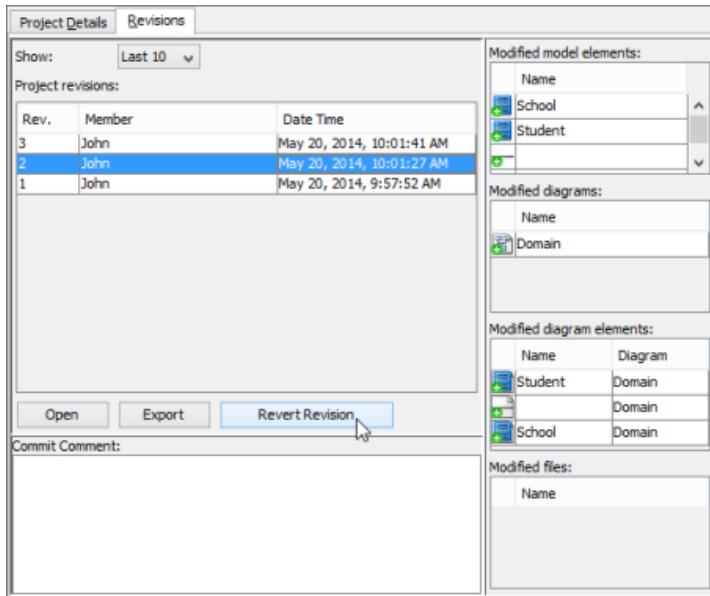 Project Details Revisions
Show: Last 10
Project revisions:
Rev. Member Date Time
3 John May 20, 2014, 10:01:41 AM
2 John May 20, 2014, 10:01:27 AM
1 John May 20, 2014, 9:57:52 AM
Open Export Revert Revision
Commit Comment:
Modified model elements:
Name
School
Student
Modified diagrams:
Name
Domain
Modified diagram elements:
Name Diagram
Student Domain
Domain
School Domain
Modified files:
Name